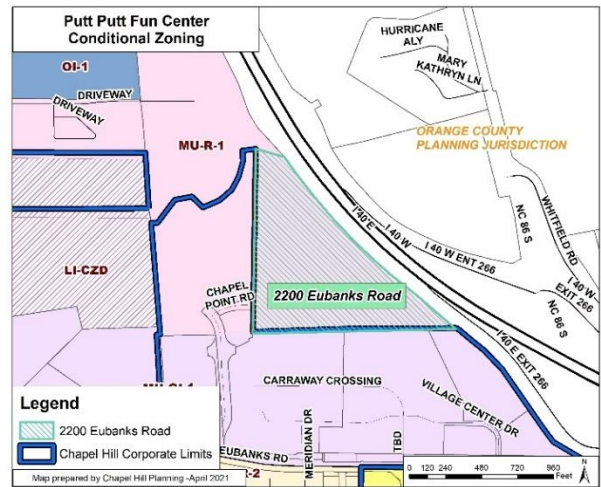 Putt Putt Fun Center
Conditional Zoning
HURRICANE
ALY
MARY
KATHRYN LN
OI-1
DRIVEWAY
DRIVEWAY
ORANGE COUNTY
PLANNING JURISDICTION
MU-R-1
WHITFIELD RD
I 40 E
I 40 W
NC 86 S
I 40 W ENT 266
I 40 W
EXIT 266
LI-CZD
CHAPEL
POINT RD
2200 Eubanks Road
NC 86 S
I 40 E EXIT 266
CARRAWAY CROSSING
VILLAGE CENTER DR
MERIDIAN DR
TBD
EUBANKS RD
Legend
2200 Eubanks Road
Chapel Hill Corporate Limits
Map prepared by Chapel Hill Planning -April 2021
0 120 240 480 720 960
Feet
N